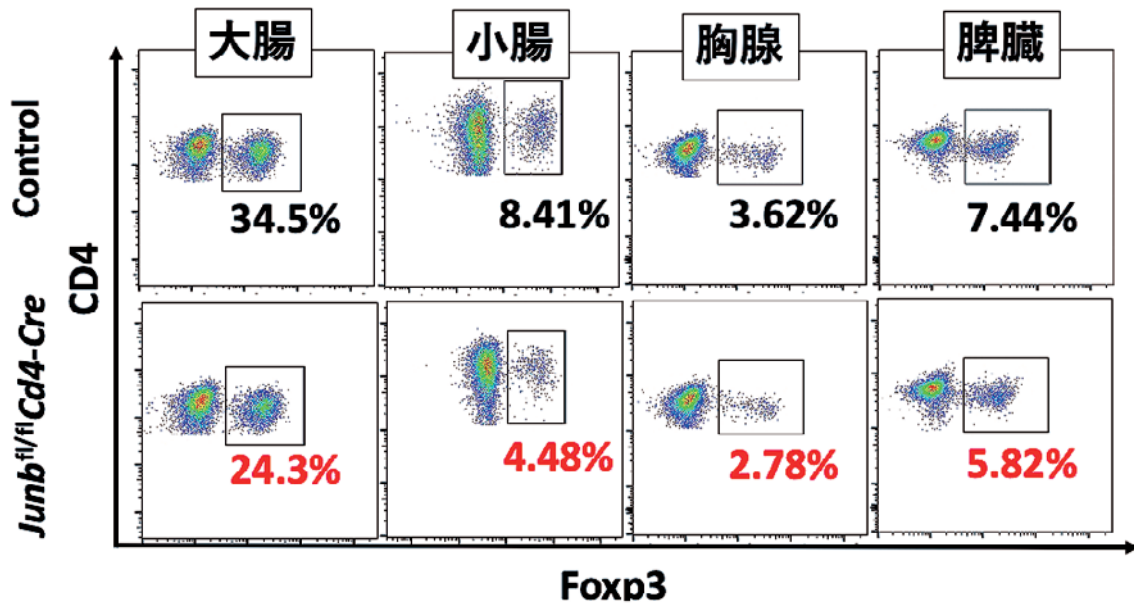 大腸 小腸 胸腺 脾臓
Control
34.5% 8.41% 3.62% 7.44%
CD4
Junbfl/flCd4-Cre
24.3% 4.48% 2.78% 5.82%
Foxp3